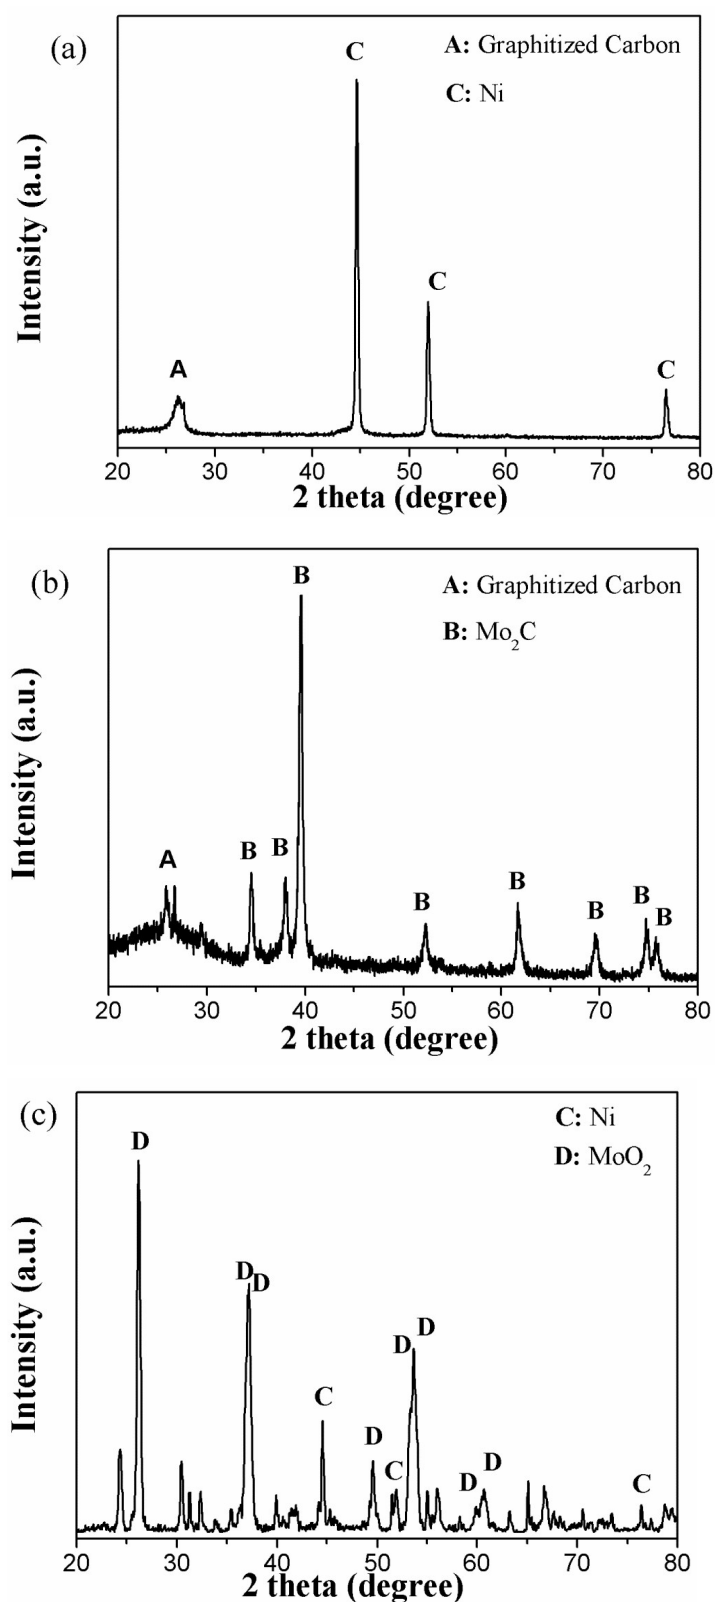 (a)
C
A: Graphitized Carbon
C: Ni
C
A
C
Intensity (a.u.)
20 30 40 50 60 70 80
2 theta (degree)
(b)
B
A: Graphitized Carbon
B: Mo₂C
A
B
B
B
B
B
B
B
Intensity (a.u.)
20 30 40 50 60 70 80
2 theta (degree)
(c)
D
C: Ni
D: MoO₂
D
D
D
D
C
D
C
D
D
C
Intensity (a.u.)
20 30 40 50 60 70 80
2 theta (degree)